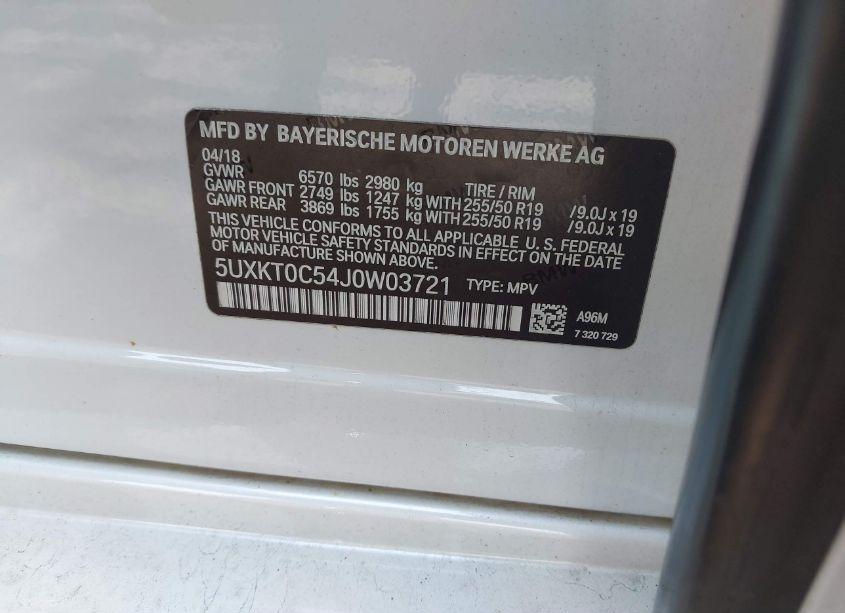 MFD BY BAYERISCHE MOTOREN WERKE AG
04/18
GVWR 6570 lbs 2980 kg TIRE / RIM
GAWR FRONT 2749 lbs 1247 kg WITH 255/50 R19 /9.0J x 19
GAWR REAR 3869 lbs 1755 kg WITH 255/50 R19 /9.0J x 19
THIS VEHICLE CONFORMS TO ALL APPLICABLE, U. S. FEDERAL
MOTOR VEHICLE SAFETY STANDARDS IN EFFECT ON THE DATE
OF MANUFACTURE SHOWN ABOVE.
5UXKT0C54J0W03721 TYPE: MPV
A96M
7 320 729